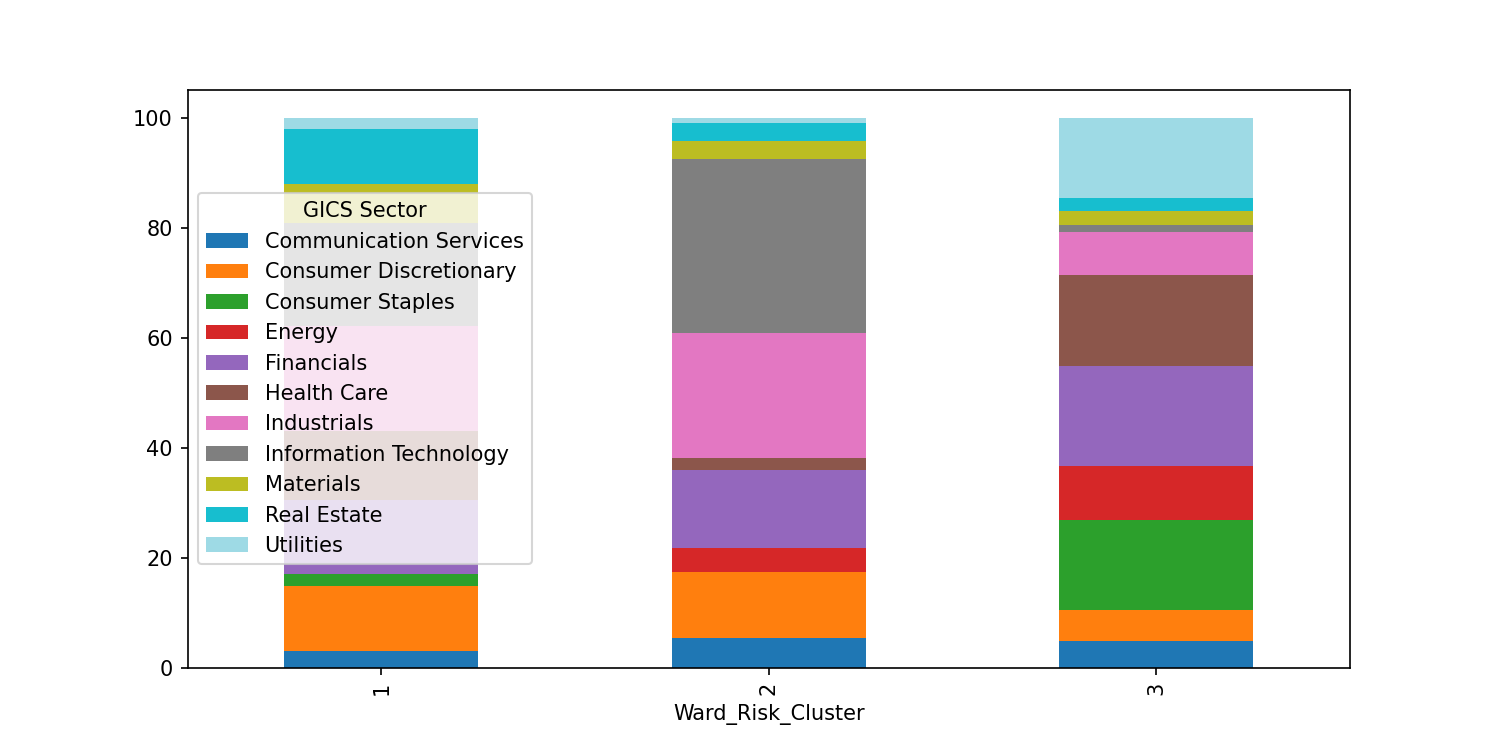 100
80
60
40
20
0
GICS Sector
Communication Services
Consumer Discretionary
Consumer Staples
Energy
Financials
Health Care
Industrials
Information Technology
Materials
Real Estate
Utilities
1
2
3
Ward_Risk_Cluster